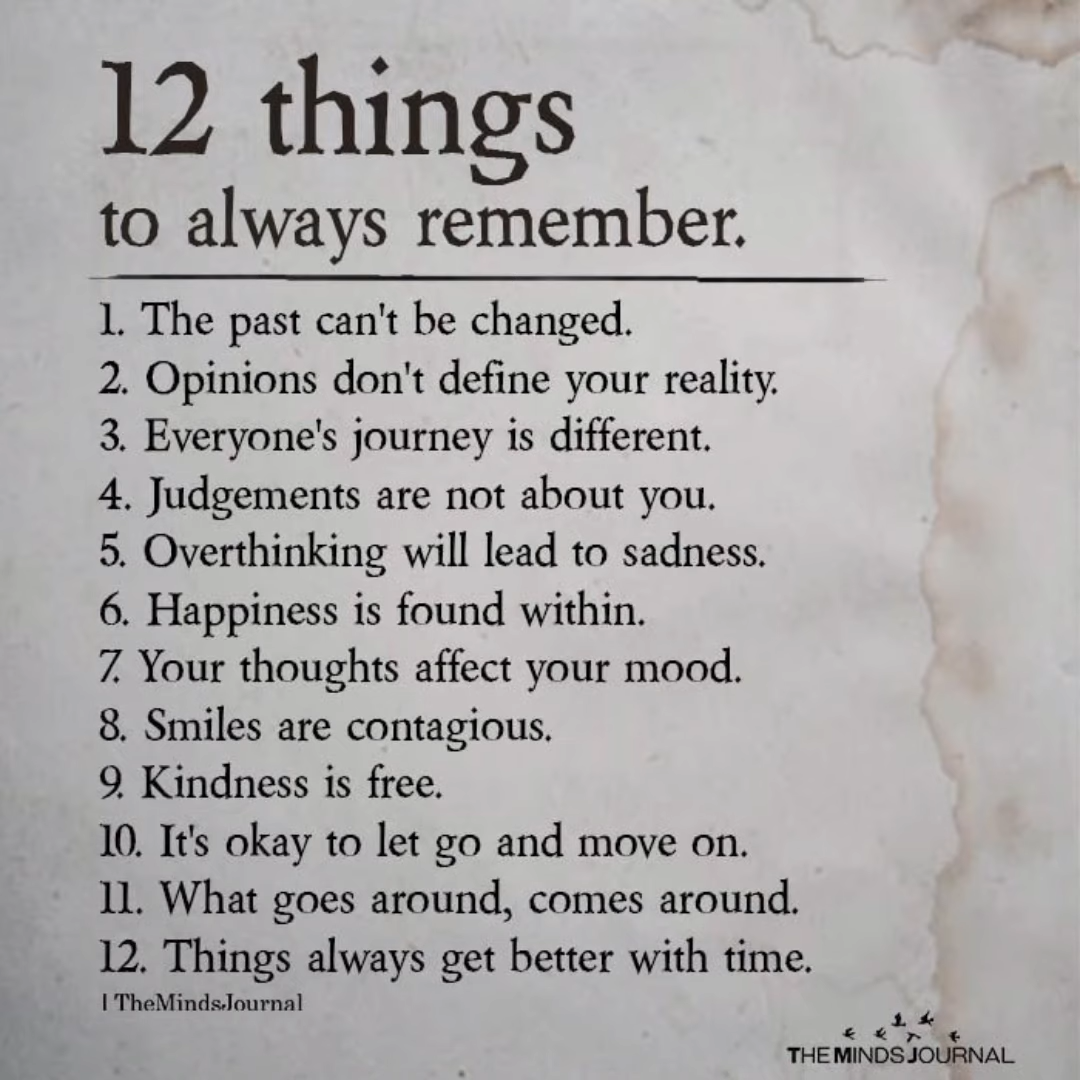 12 things
to always remember.
1. The past can't be changed.
2. Opinions don't define your reality.
3. Everyone's journey is different.
4. Judgements are not about you.
5. Overthinking will lead to sadness.
6. Happiness is found within.
7. Your thoughts affect your mood.
8. Smiles are contagious.
9. Kindness is free.
10. It's okay to let go and move on.
11. What goes around, comes around.
12. Things always get better with time.
| TheMindsJournal
THE MINDS JOURNAL